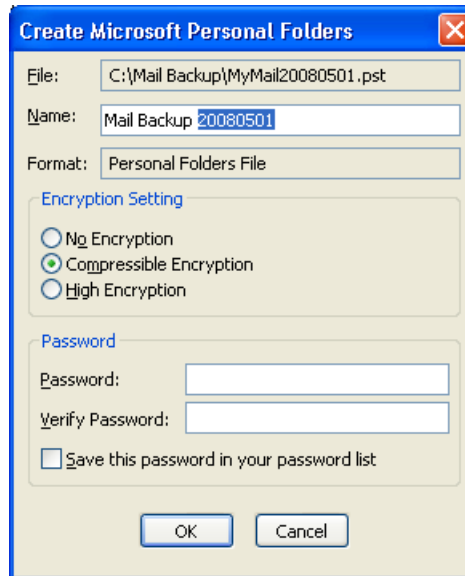 Create Microsoft Personal Folders
File: C:\Mail Backup\MyMail20080501.pst
Name: Mail Backup 20080501
Format: Personal Folders File
Encryption Setting
No Encryption
Compressible Encryption
High Encryption
Password
Password:
Verify Password:
Save this password in your password list
OK Cancel